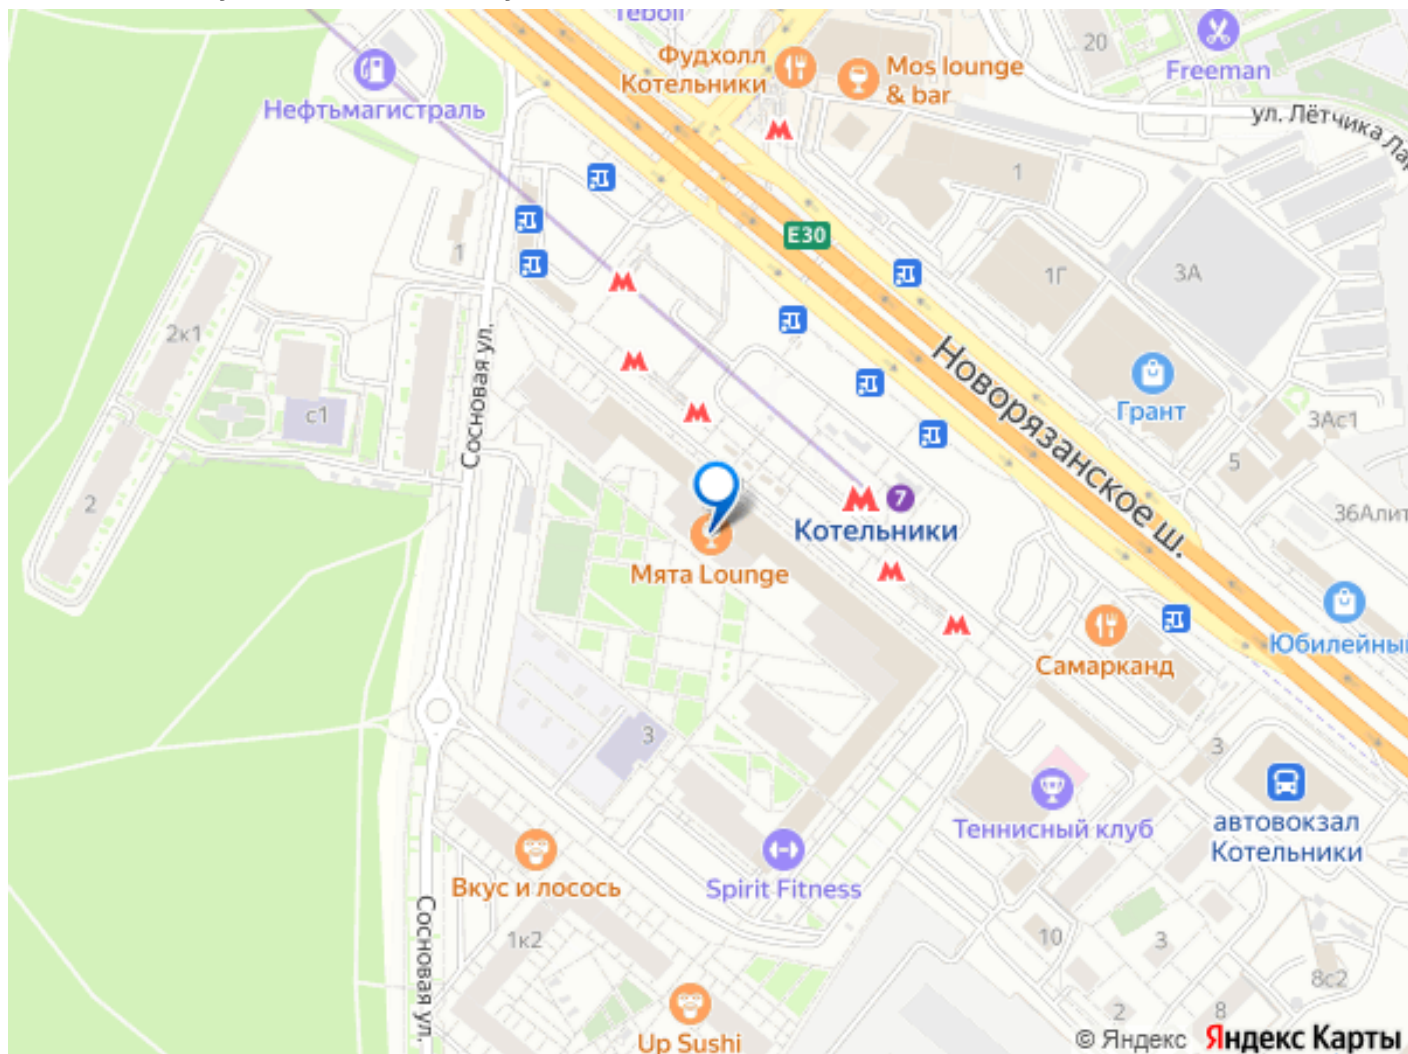 Teboil
20
Фудхолл
Котельники
Mos lounge
& bar
Freeman
Нефтьмагистраль
ул. Лётчика Лар
1
E30
1
1Г
3А
2к1
Сосновая ул.
Новорязанское ш.
Грант
3Ас1
с1
5
2
7
36Алит
Котельники
Мята Lounge
Юбилейный
Самарканд
3
3
Теннисный клуб
автовокзал
Котельники
Вкус и лосось
Spirit Fitness
Сосновая ул.
1к2
10
3
8с2
2
8
Up Sushi
© Яндекс Яндекс Карты